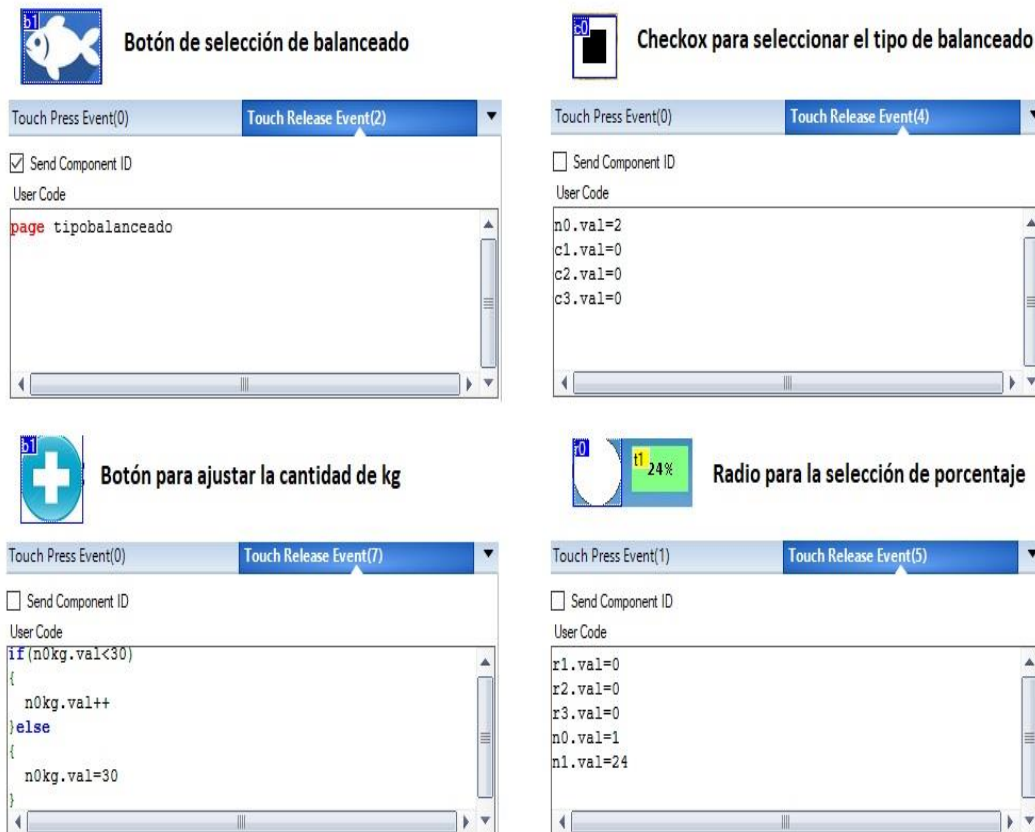 b1
Botón de selección de balanceado
Touch Press Event(0)
Touch Release Event(2)
Send Component ID
User Code
page tipobalanceado
c0
Checkox para seleccionar el tipo de balanceado
Touch Press Event(0)
Touch Release Event(4)
Send Component ID
User Code
n0.val=2
c1.val=0
c2.val=0
c3.val=0
b1
Botón para ajustar la cantidad de kg
Touch Press Event(0)
Touch Release Event(7)
Send Component ID
User Code
if(n0kg.val<30)
{
n0kg.val++
}else
{
n0kg.val=30
}
r0
t1
24%
Radio para la selección de porcentaje
Touch Press Event(1)
Touch Release Event(5)
Send Component ID
User Code
r1.val=0
r2.val=0
r3.val=0
n0.val=1
n1.val=24